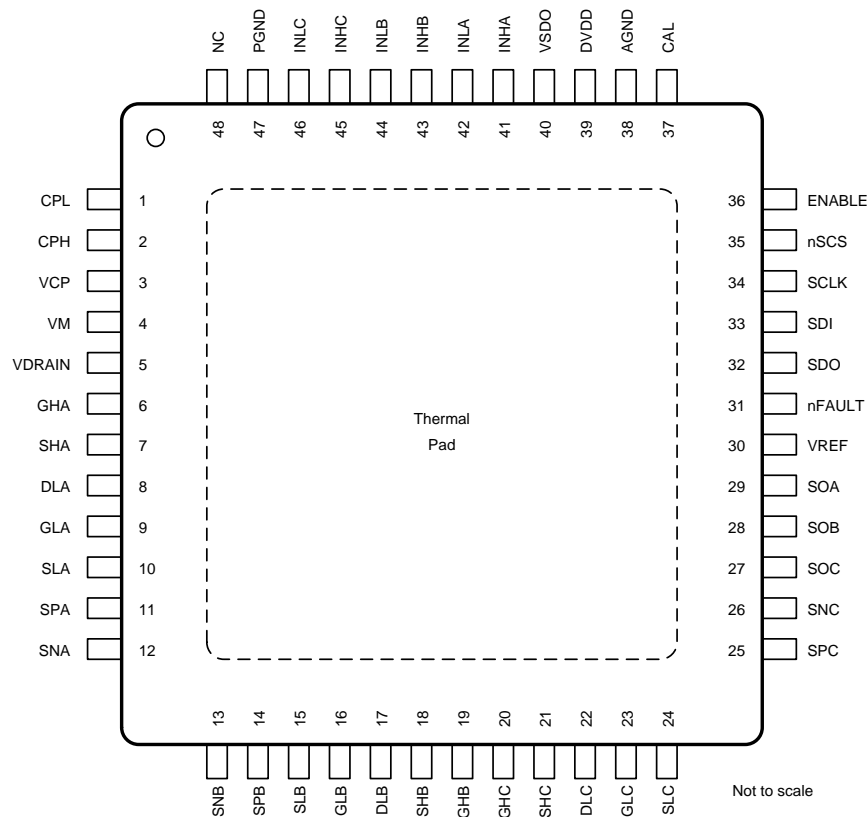 NC PGND INLC INHC INLB INHB INLA INHA VSDO DVDD AGND CAL
48 47 46 45 44 43 42 41 40 39 38 37
CPL 1 36 ENABLE
CPH 2 35 nSCS
VCP 3 34 SCLK
VM 4 33 SDI
VDRAIN 5 32 SDO
GHA 6 31 nFAULT
Thermal
SHA 7 30 VREF
Pad
DLA 8 29 SOA
GLA 9 28 SOB
SLA 10 27 SOC
SPA 11 26 SNC
SNA 12 25 SPC
13 14 15 16 17 18 19 20 21 22 23 24
SNB SPB SLB GLB DLB SHB GHB GHC SHC DLC GLC SLC
Not to scale